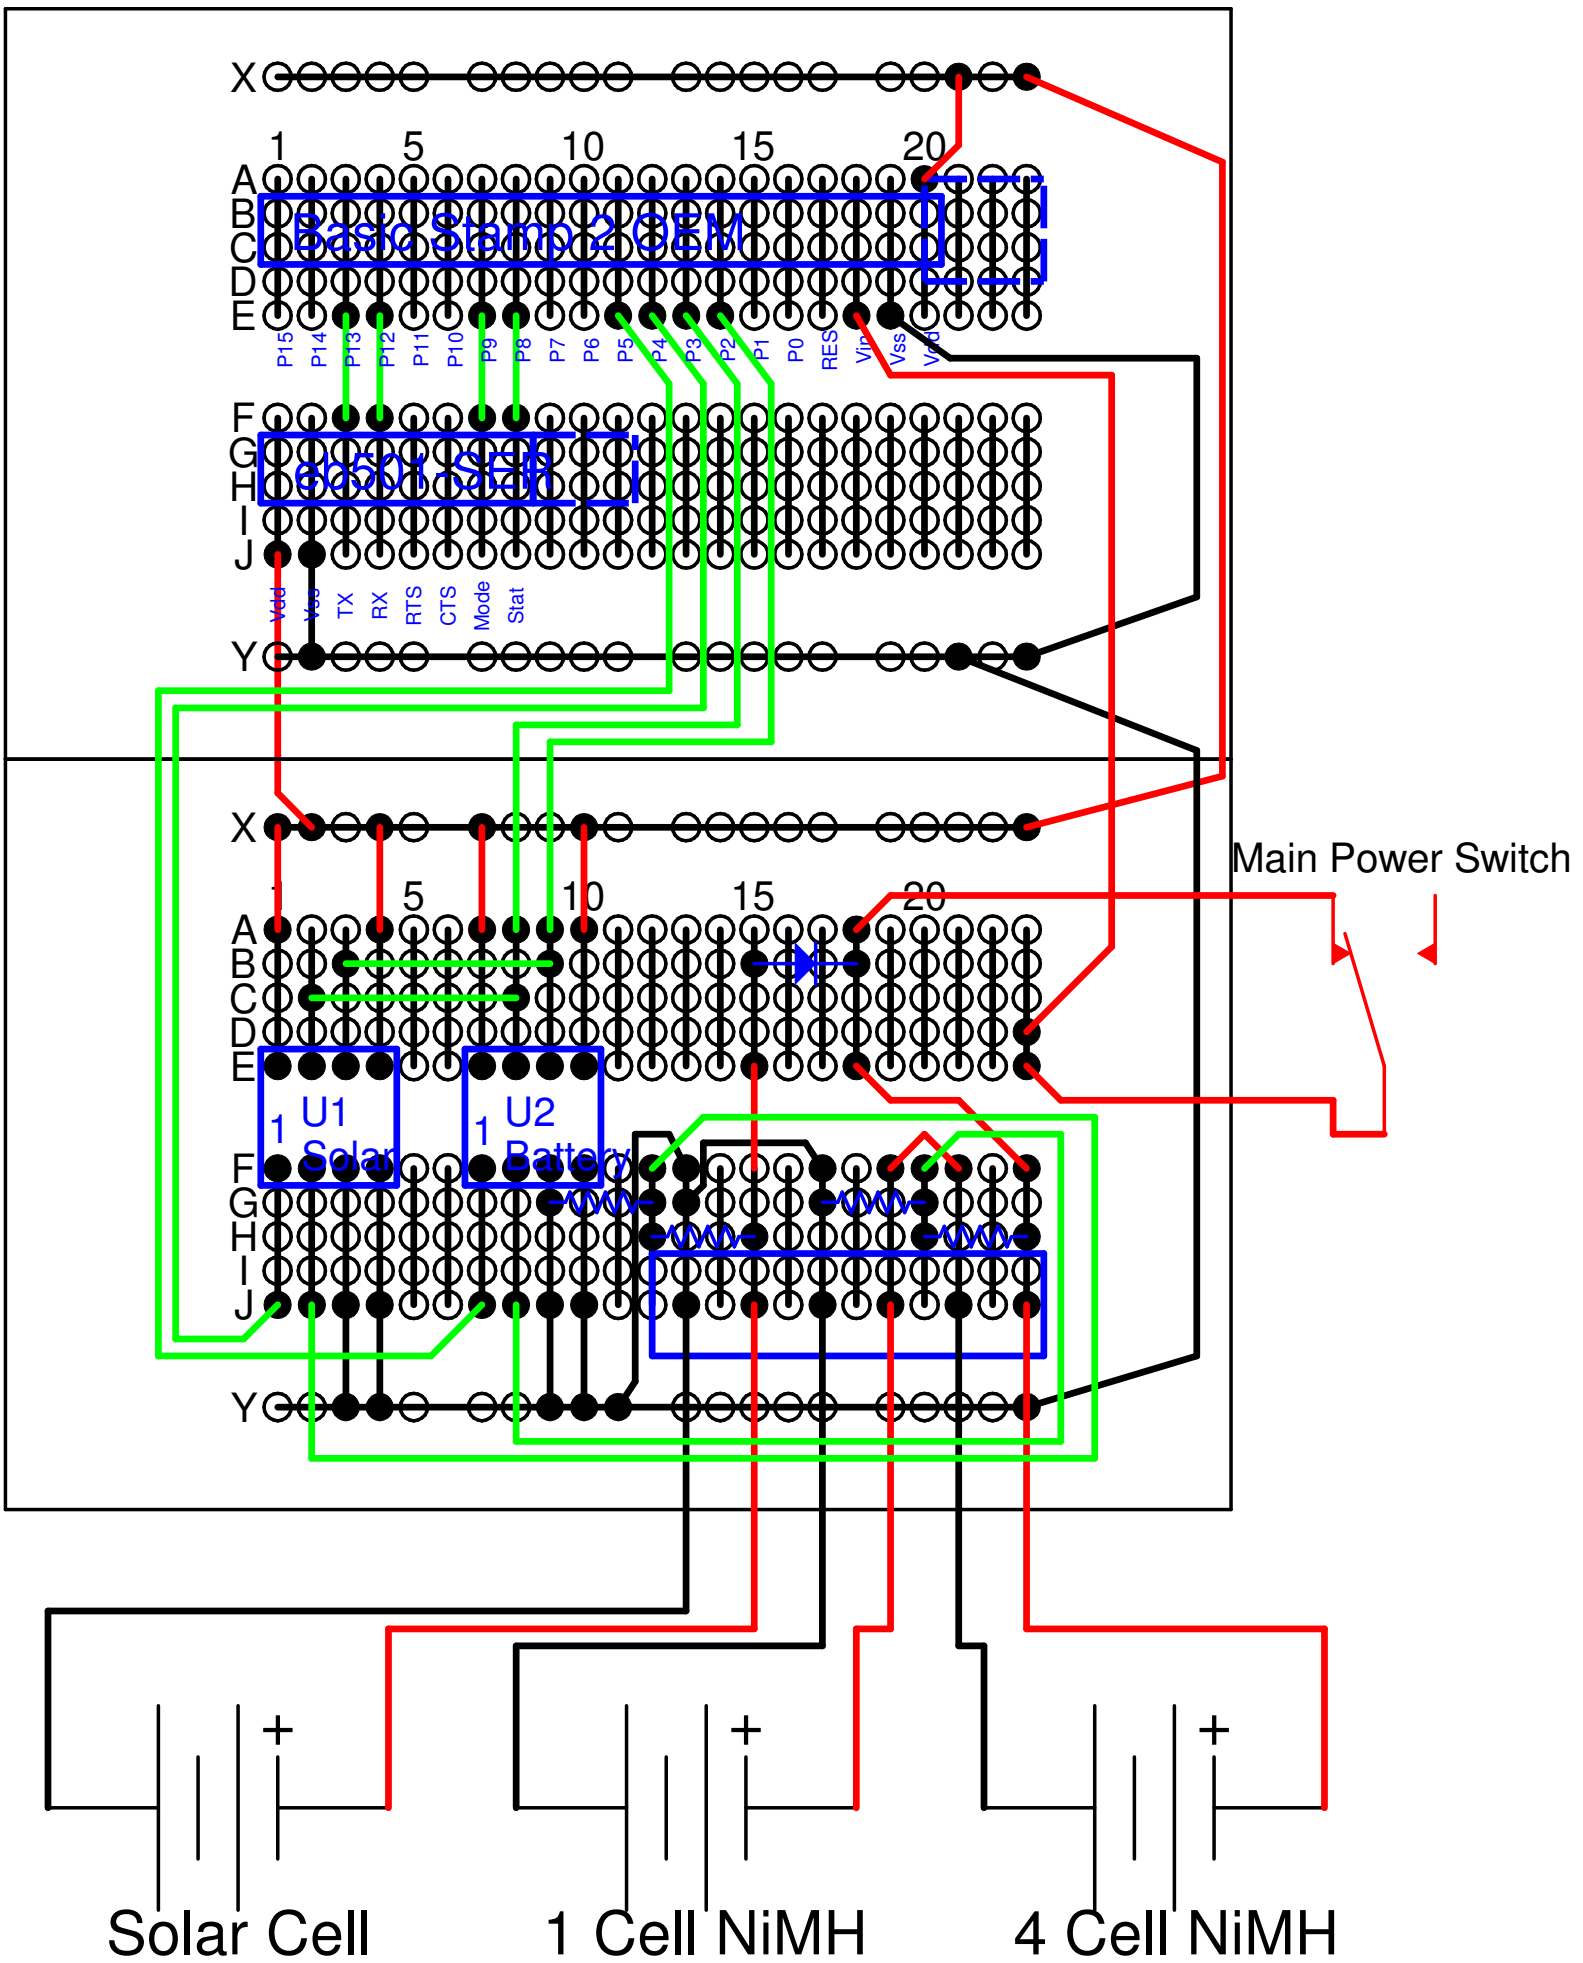 X
1 5 10 15 20
A
B
Basic Stamp 2 OEM
C
D
E
P15 P14 P13 P12 P11 P10 P9 P8 P7 P6 P5 P4 P3 P2 P1 P0 RES Vin Vss Vdd
F
G
eb501-SER
H
I
J
Vdd Vss TX RX RTS CTS Mode Stat
Y
X
Main Power Switch
1 5 10 15 20
A
B
C
D
E
1 U1 Solar
1 U2 Battery
F
G
H
I
J
Y
+ + +
Solar Cell 1 Cell NiMH 4 Cell NiMH